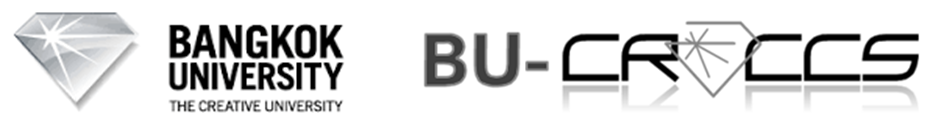 BANGKOK
UNIVERSITY
THE CREATIVE UNIVERSITY
BU-CROCCS